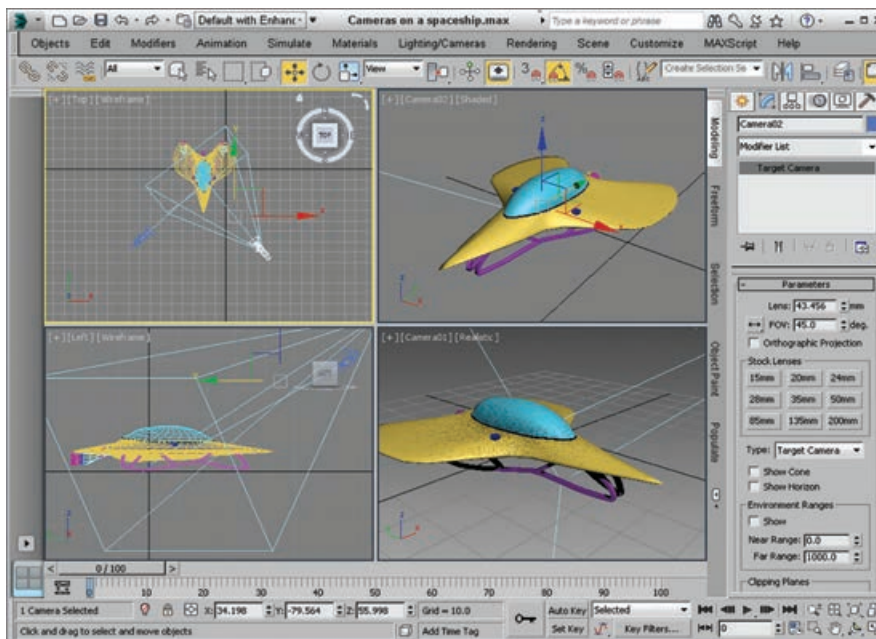 Default with Enhanc
Cameras on a spaceship.max
Type a keyword or phrase
Objects Edit Modifiers Animation Simulate Materials Lighting/Cameras Rendering Scene Customize MAXScript Help
All
View
3
Create Selection Se
[+][Top][Wireframe]
TOP
x
[+][Camera02][Shaded]
z
x
Modeling
Freeform
Selection
Object Paint
Populate
Camera02
Modifier List
Target Camera
Parameters
Lens: 43.456 mm
FOV: 45.0 deg.
Orthographic Projection
Stock Lenses
15mm 20mm 24mm
28mm 35mm 50mm
85mm 135mm 200mm
Type: Target Camera
Show Cone
Show Horizon
Environment Ranges
Show
Near Range: 0.0
Far Range: 1000.0
Clipping Planes
[+][Left][Wireframe]
[+][Camera01][Realistic]
0 / 100
0 10 20 30 40 50 60 70 80 90 100
1 Camera Selected X: 34.198 Y: -79.564 Z: 55.998 Grid = 10.0 Auto Key Selected
Click and drag to select and move objects Add Time Tag Set Key Key Filters... 0